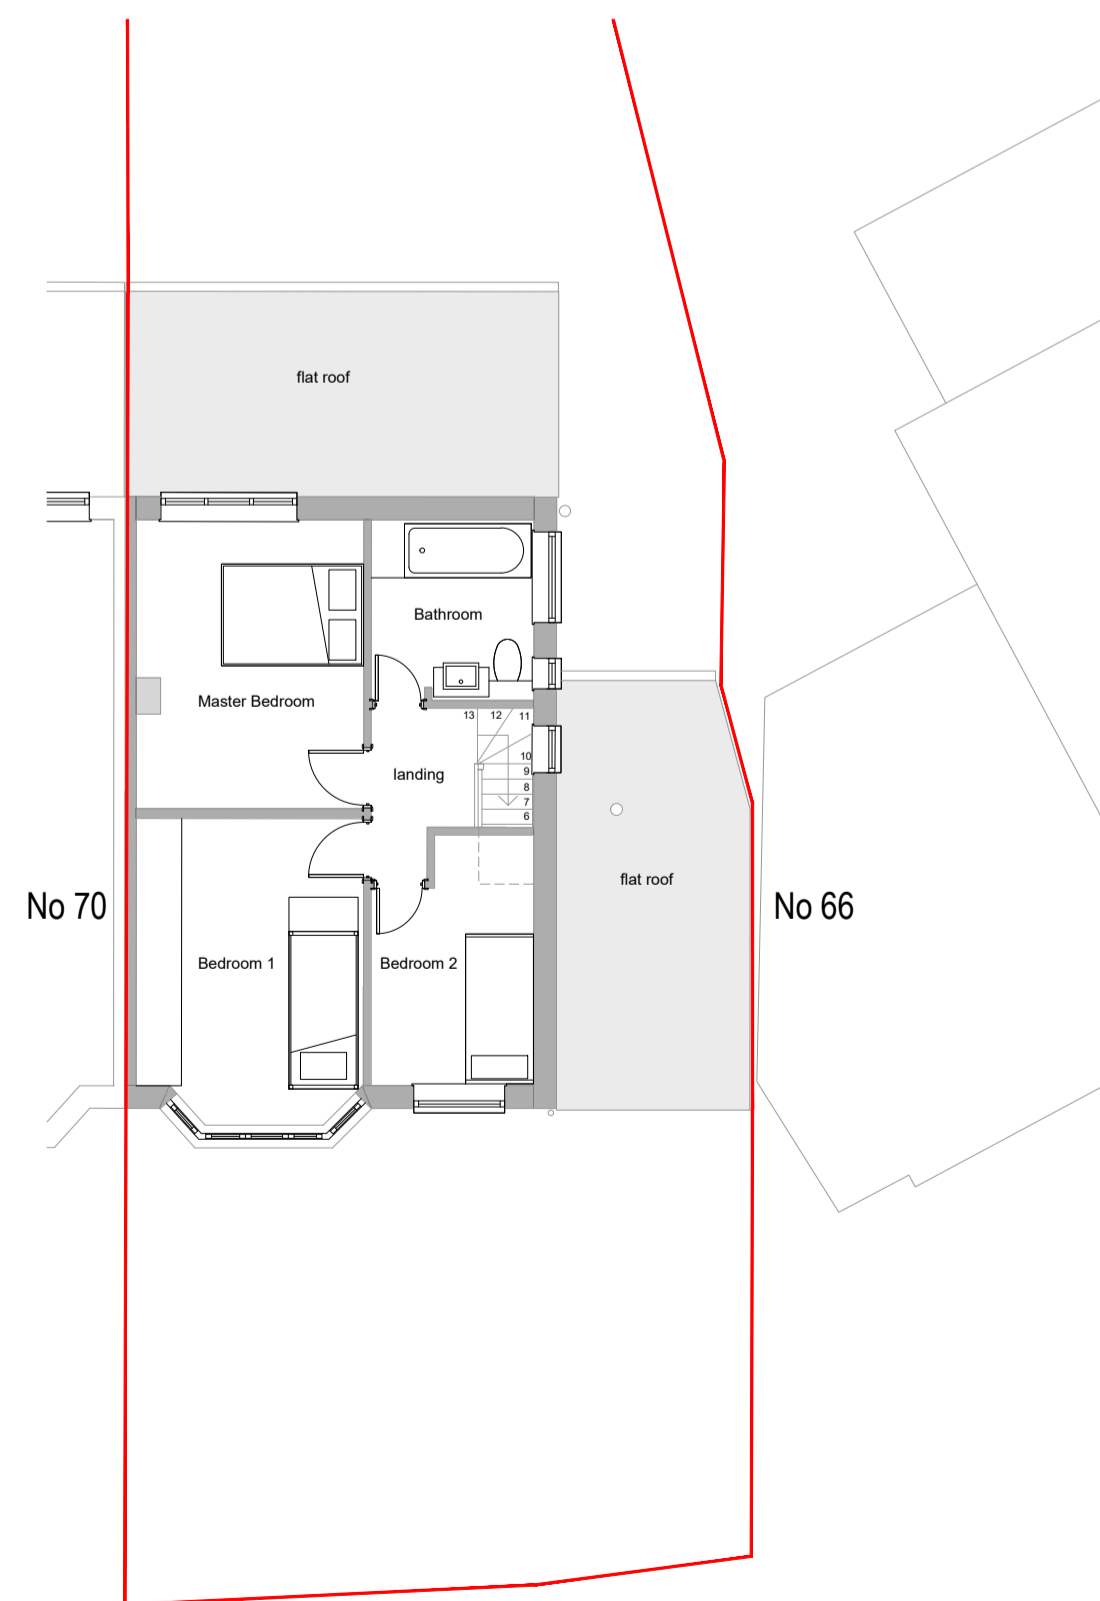 flat roof
Bathroom
Master Bedroom
13
12
11
10
9
8
7
6
landing
flat roof
No 70
No 66
Bedroom 1
Bedroom 2